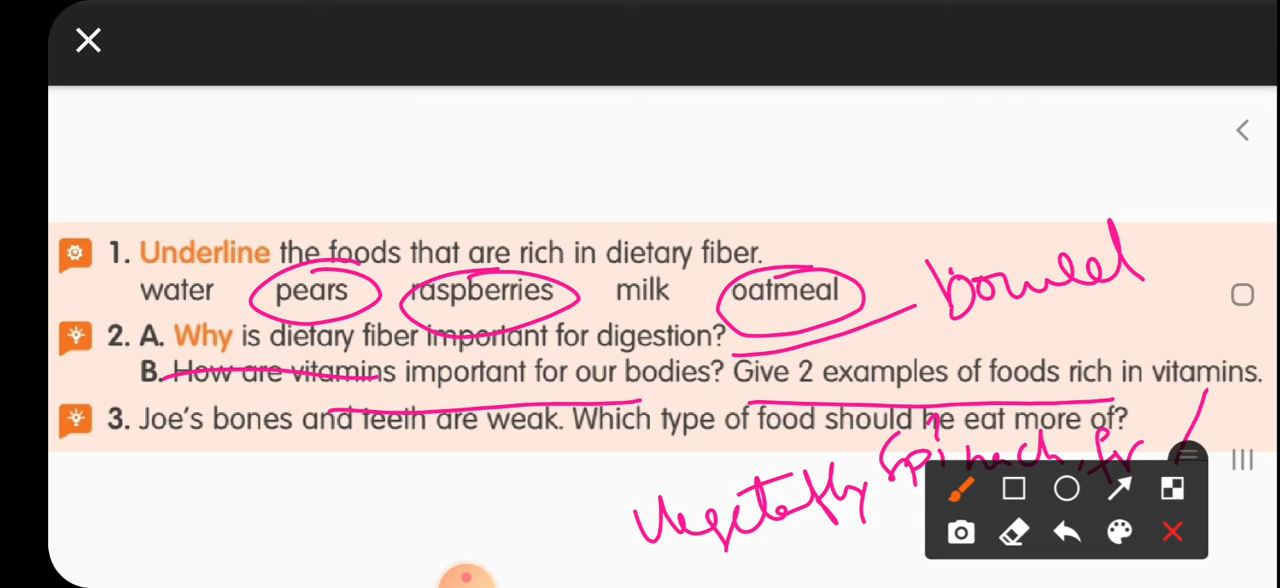 1. Underline the foods that are rich in dietary fiber.
water pears raspberries milk oatmeal
bowel
2. A. Why is dietary fiber important for digestion?
B. How are vitamins important for our bodies? Give 2 examples of foods rich in vitamins.
3. Joe's bones and teeth are weak. Which type of food should he eat more of?
Spinach, fr